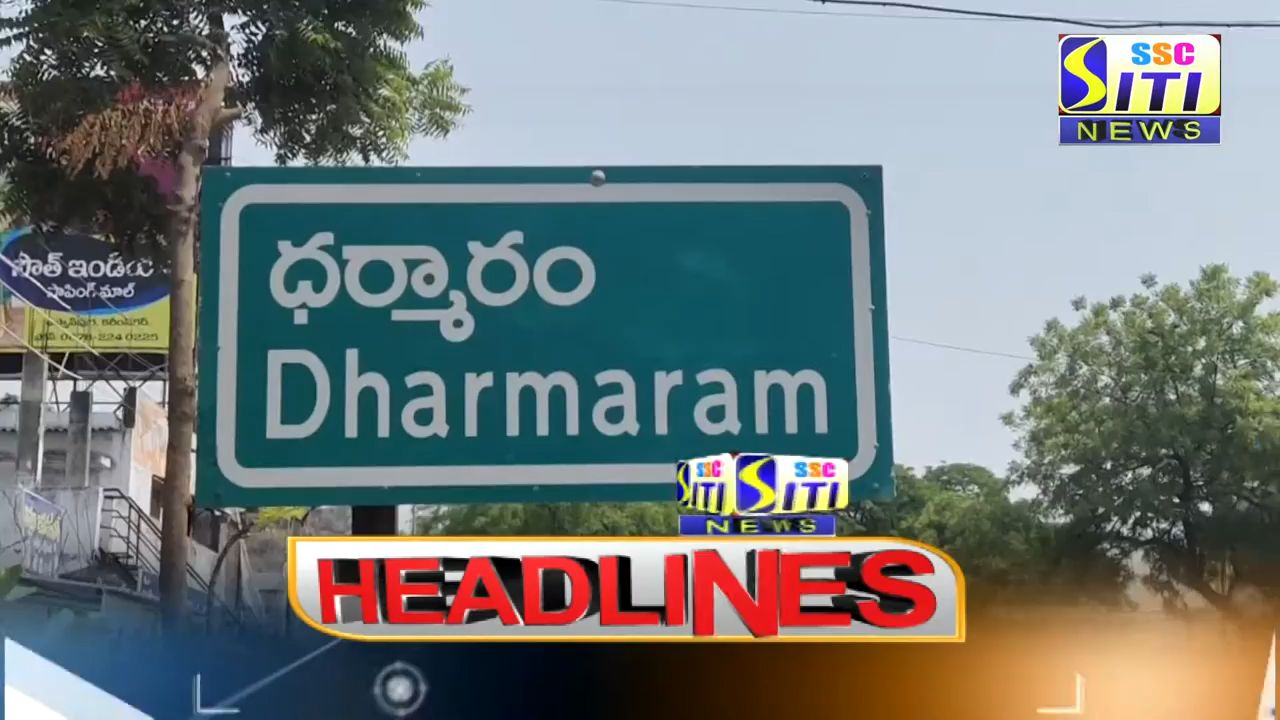 SSC
SITI
NEWS
ధర్మారం
Dharmaram
సౌత్ ఇండియా
షాపింగ్ మాల్
SSC
SITI
SSC
SITI
NEWS
HEADLINES